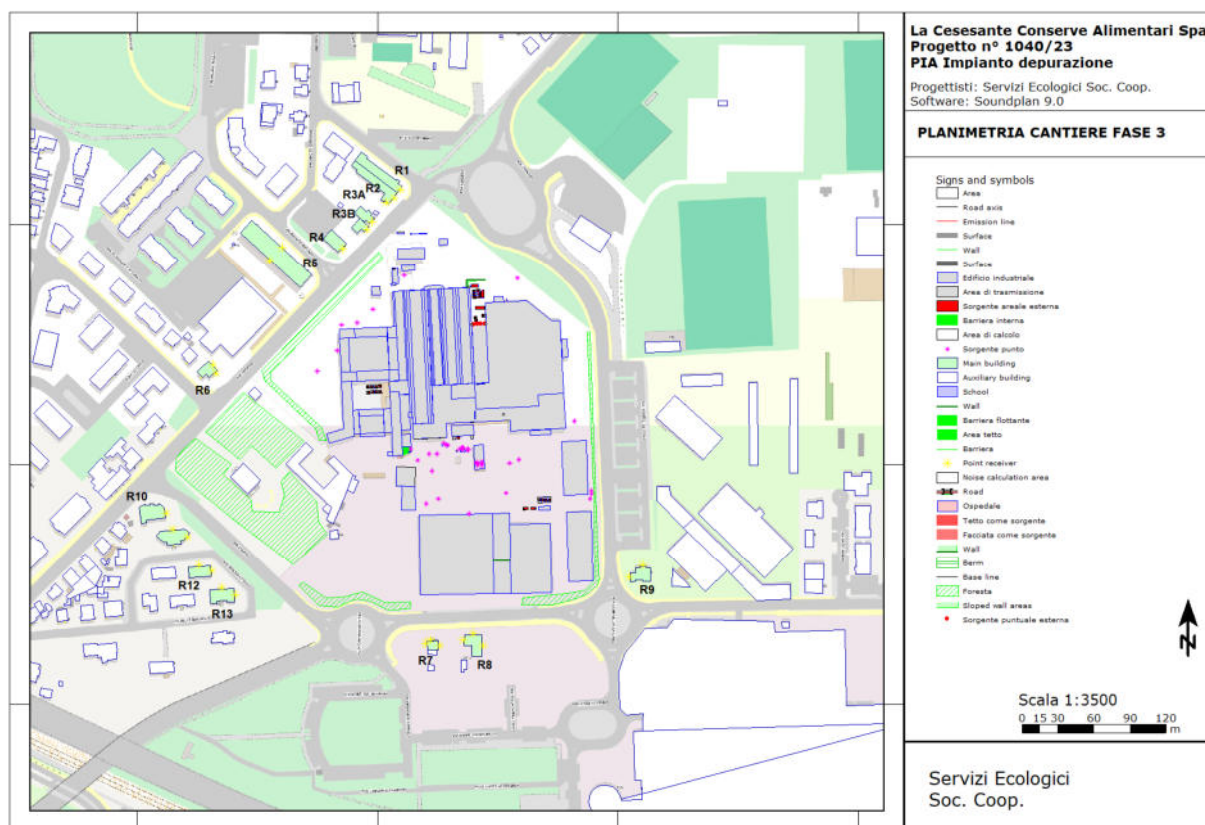 La Cesesante Conserve Alimentari Spa
Progetto n° 1040/23
PIA Impianto depurazione
Progettisti: Servizi Ecologici Soc. Coop.
Software: Soundplan 9.0
PLANIMETRIA CANTIERE FASE 3
Signs and symbols
Area
Road axis
Emission line
Surface
Wall
Surface
Edificio industriale
Area di trasmissione
Sorgente areale esterna
Barriera interna
Area di calcolo
Sorgente punto
Main building
Auxiliary building
School
Wall
Barriera flottante
Area tetto
Barriera
Point receiver
Noise calculation area
Road
Ospedale
Tetto come sorgente
Facciata come sorgente
Wall
Berm
Base line
Foresta
Sloped wall areas
Sorgente puntuale esterna
N
Scala 1:3500
0 15 30 60 90 120
m
Servizi Ecologici
Soc. Coop.
R1
R2
R3A
R3B
R4
R5
R6
R10
R12
R13
R9
R7
R8